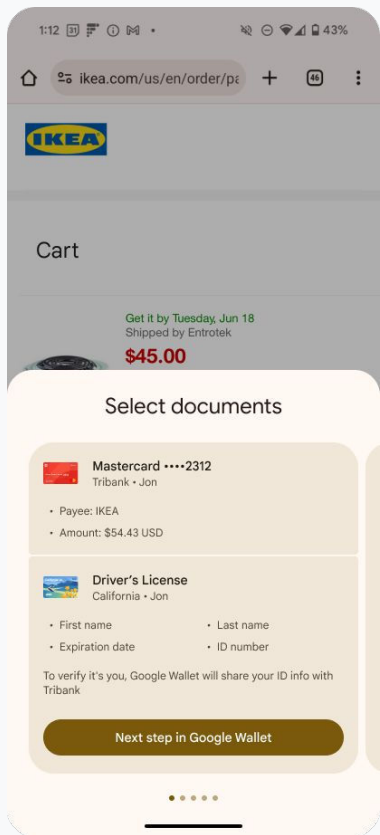 1:12 31 43%
ikea.com/us/en/order/pa 46
IKEA
Cart
Get it by Tuesday, Jun 18
Shipped by Entrotek
$45.00
Select documents
Mastercard ••••2312
Tribank • Jon
• Payee: IKEA
• Amount: $54.43 USD
Driver's License
California • Jon
• First name • Last name
• Expiration date • ID number
To verify it's you, Google Wallet will share your ID info with
Tribank
Next step in Google Wallet